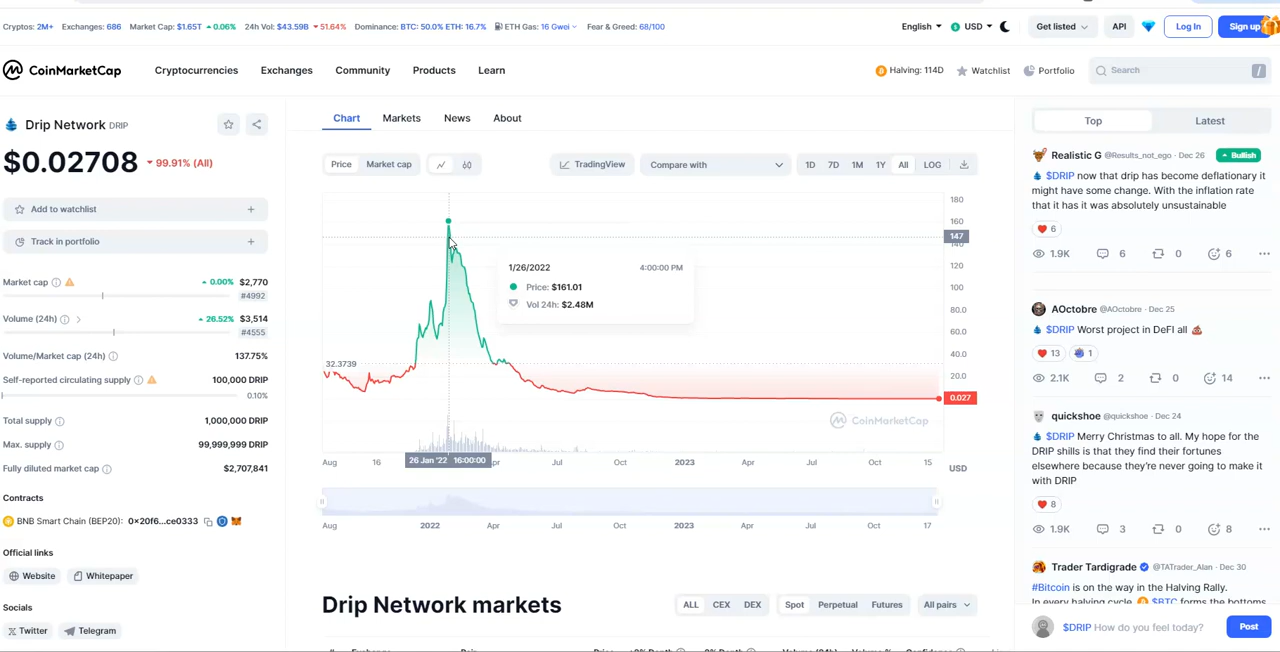 Cryptos: 2M+ Exchanges: 686 Market Cap: $1.65T 0.06% 24h Vol: $43.59B 51.64% Dominance: BTC: 50.0% ETH: 16.7% ETH Gas: 16 Gwei Fear & Greed: 68/100
English USD Get listed API Log In Sign up
CoinMarketCap Cryptocurrencies Exchanges Community Products Learn
Halving: 114D Watchlist Portfolio Search /
Drip Network DRIP
$0.02708 99.91% (All)
Add to watchlist +
Track in portfolio +
Market cap 0.00% $2,770
#4992
Volume (24h) 26.52% $3,514
#4555
Volume/Market cap (24h) 137.75%
Self-reported circulating supply 100,000 DRIP
0.10%
Total supply 1,000,000 DRIP
Max. supply 99,999,999 DRIP
Fully diluted market cap $2,707,841
Contracts
BNB Smart Chain (BEP20): 0x20f6...ce0333
Official links
Website Whitepaper
Socials
Twitter Telegram
Chart Markets News About
Price Market cap TradingView Compare with 1D 7D 1M 1Y All LOG
180
160
147
140
120
100
80.0
60.0
40.0
20.0
0.027
32.3739
1/26/2022 4:00:00 PM
Price: $161.01
Vol 24h: $2.48M
CoinMarketCap
Aug 16 26 Jan '22 16:00:00 pr Jul Oct 2023 Apr Jul Oct 15 USD
Aug 2022 Apr Jul Oct 2023 Apr Jul Oct 17
Drip Network markets
ALL CEX DEX Spot Perpetual Futures All pairs
Top Latest
Realistic G @Results_not_ego · Dec 26 Bullish
$DRIP now that drip has become deflationary it
might have some change. With the inflation rate
that it has it was absolutely unsustainable
6
1.9K 6 0 6
AOctobre @AOctobre · Dec 25
$DRIP Worst project in DeFI all
13 1
2.1K 2 0 14
quickshoe @quickshoe · Dec 24
$DRIP Merry Christmas to all. My hope for the
DRIP shills is that they find their fortunes
elsewhere because they're never going to make it
with DRIP
8
1.9K 3 0 8
Trader Tardigrade @TATrader_Alan · Dec 30
#Bitcoin is on the way in the Halving Rally.
In every halving cycle, $BTC forms the bottoms
$DRIP How do you feel today? Post